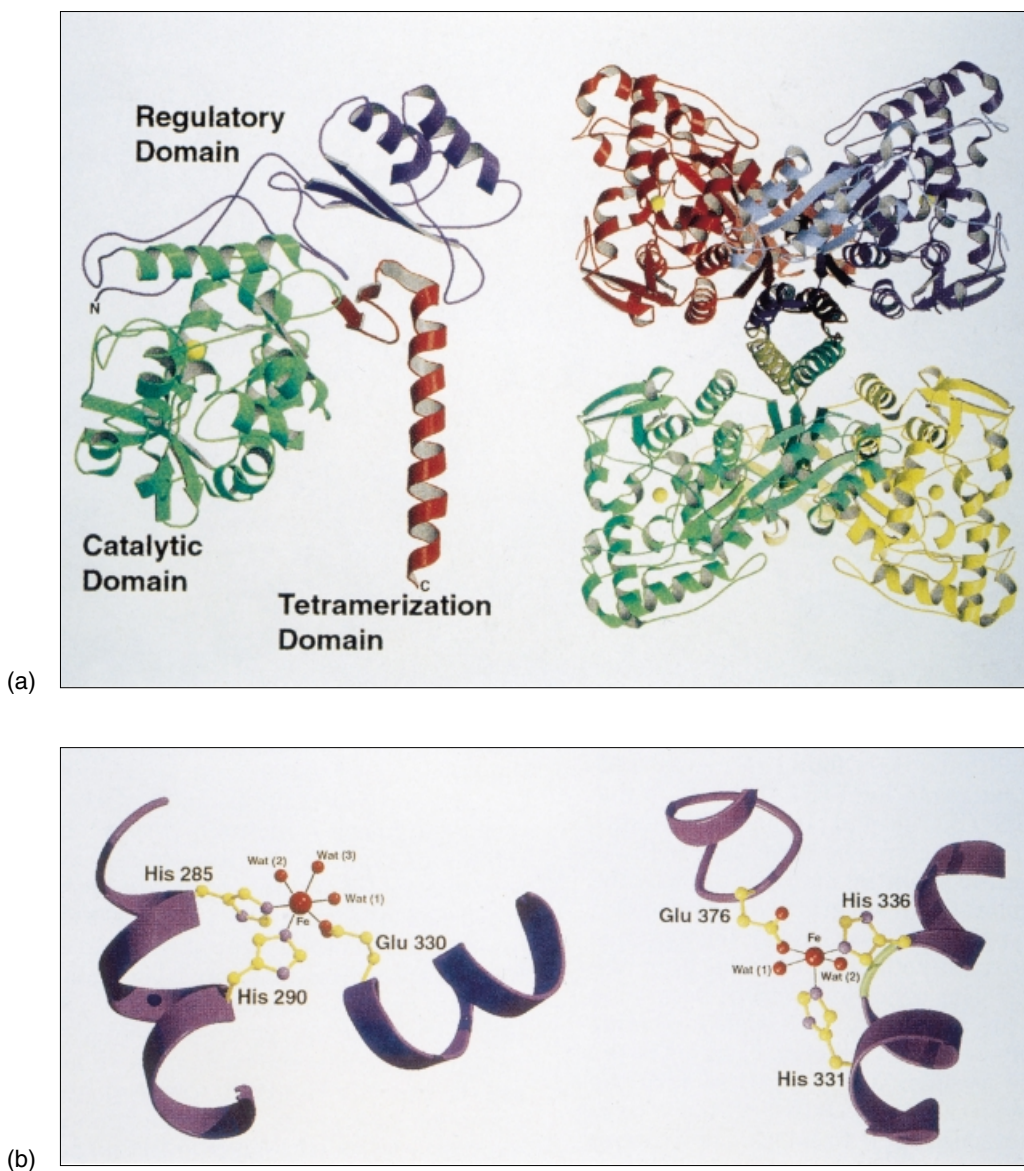 Regulatory
Domain
N
Catalytic
Domain
C
Tetramerization
Domain
(a)
Wat (2)
Wat (3)
His 285
Wat (1)
Fe
Glu 330
His 290
Glu 376
His 336
Fe
Wat (1)
Wat (2)
His 331
(b)